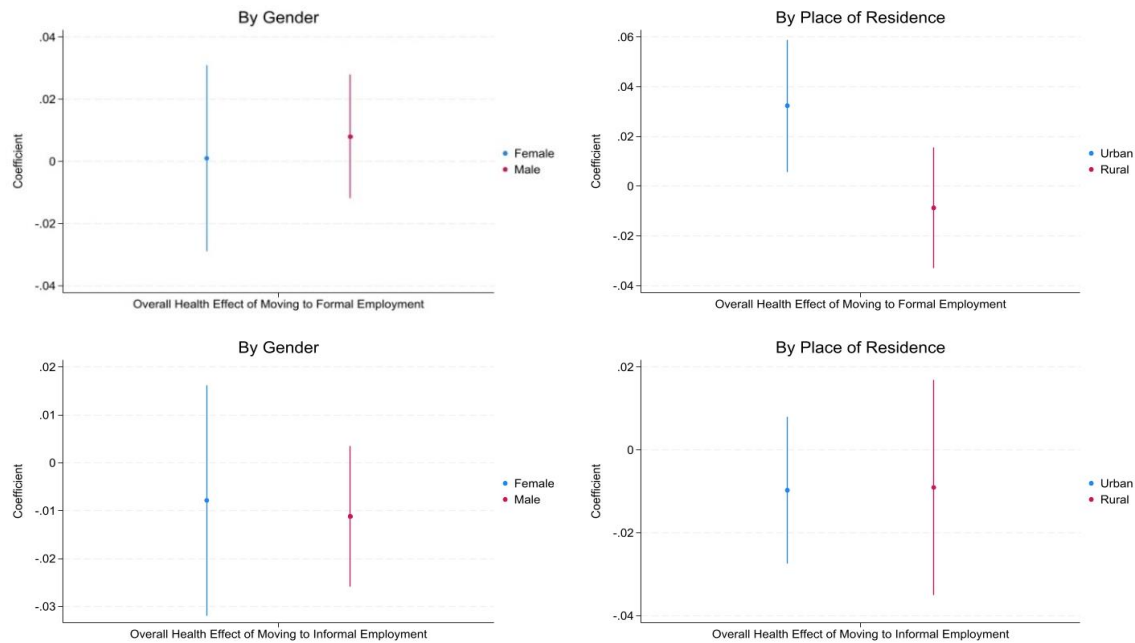 By Gender
.04
.02
0
-.02
-.04
Coefficient
Female
Male
Overall Health Effect of Moving to Formal Employment
By Place of Residence
.06
.04
.02
0
-.02
-.04
Coefficient
Urban
Rural
Overall Health Effect of Moving to Formal Employment
By Gender
.02
.01
0
-.01
-.02
-.03
Coefficient
Female
Male
Overall Health Effect of Moving to Informal Employment
By Place of Residence
.02
0
-.02
-.04
Coefficient
Urban
Rural
Overall Health Effect of Moving to Informal Employment